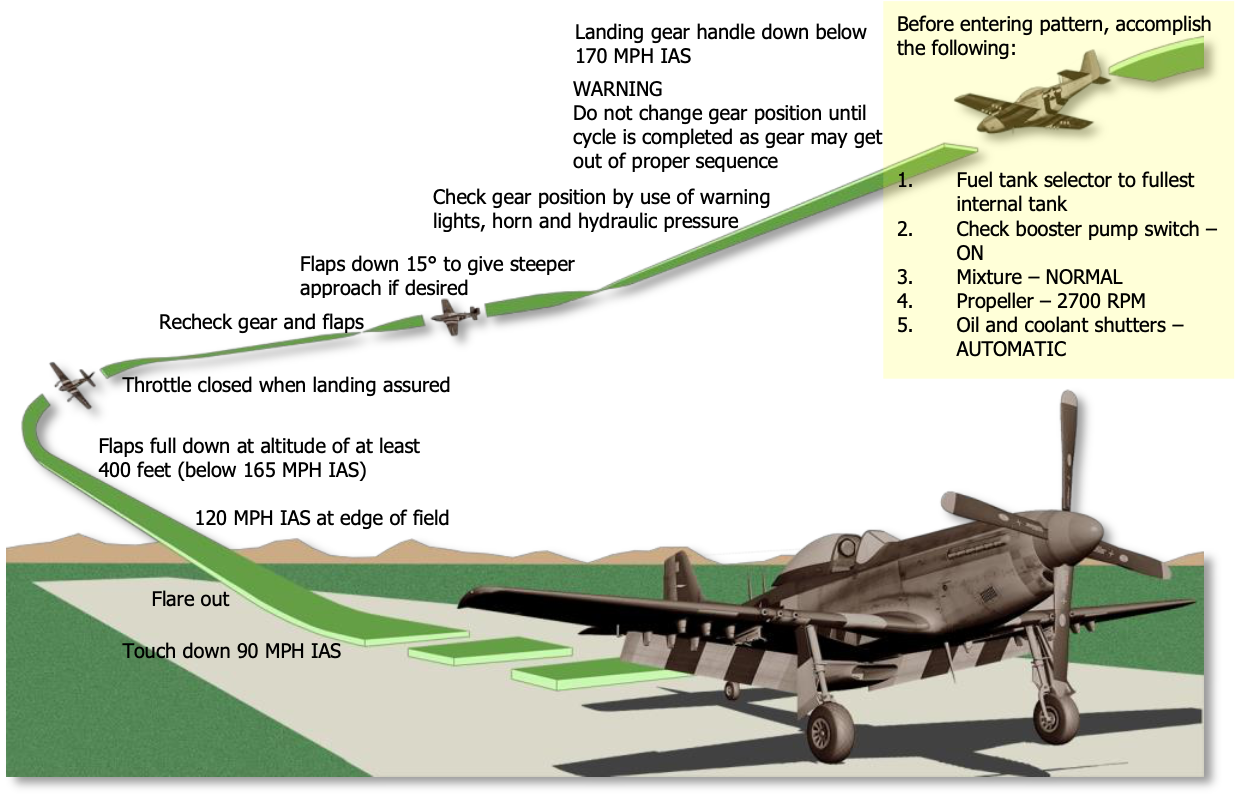 Before entering pattern, accomplish
the following:
1. Fuel tank selector to fullest
internal tank
2. Check booster pump switch –
ON
3. Mixture – NORMAL
4. Propeller – 2700 RPM
5. Oil and coolant shutters –
AUTOMATIC
Landing gear handle down below
170 MPH IAS
WARNING
Do not change gear position until
cycle is completed as gear may get
out of proper sequence
Check gear position by use of warning
lights, horn and hydraulic pressure
Flaps down 15° to give steeper
approach if desired
Recheck gear and flaps
Throttle closed when landing assured
Flaps full down at altitude of at least
400 feet (below 165 MPH IAS)
120 MPH IAS at edge of field
Flare out
Touch down 90 MPH IAS